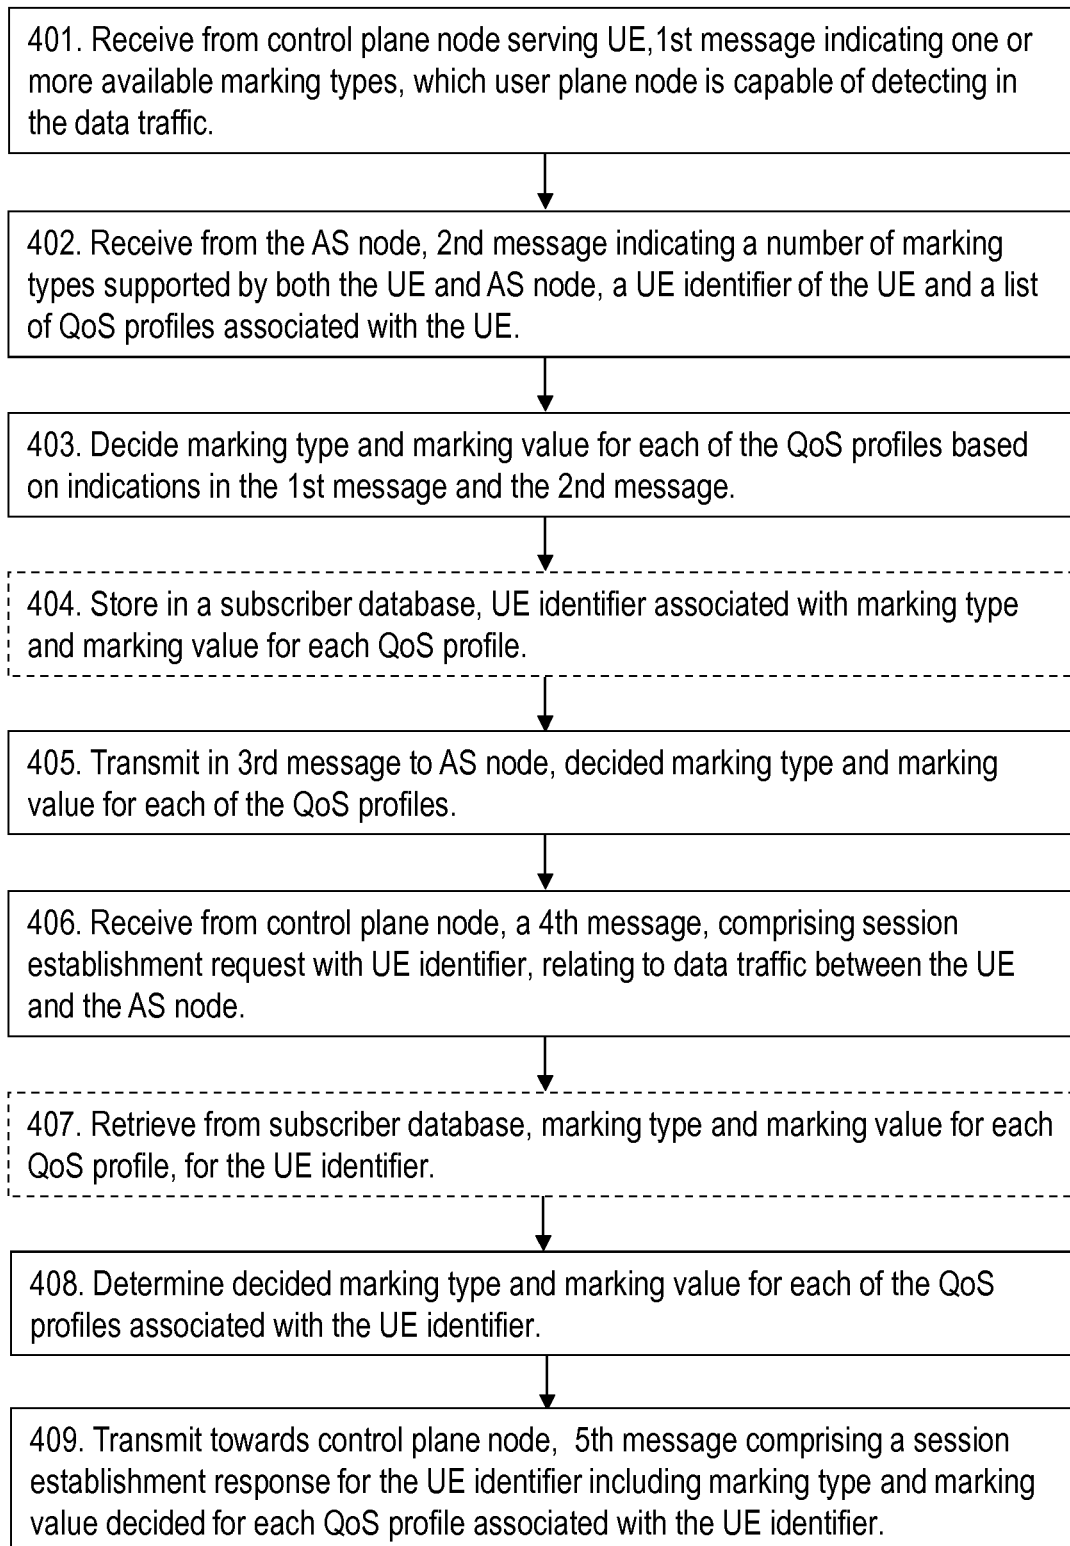 401. Receive from control plane node serving UE,1st message indicating one or
more available marking types, which user plane node is capable of detecting in
the data traffic.
402. Receive from the AS node, 2nd message indicating a number of marking
types supported by both the UE and AS node, a UE identifier of the UE and a list
of QoS profiles associated with the UE.
403. Decide marking type and marking value for each of the QoS profiles based
on indications in the 1st message and the 2nd message.
404. Store in a subscriber database, UE identifier associated with marking type
and marking value for each QoS profile.
405. Transmit in 3rd message to AS node, decided marking type and marking
value for each of the QoS profiles.
406. Receive from control plane node, a 4th message, comprising session
establishment request with UE identifier, relating to data traffic between the UE
and the AS node.
407. Retrieve from subscriber database, marking type and marking value for each
QoS profile, for the UE identifier.
408. Determine decided marking type and marking value for each of the QoS
profiles associated with the UE identifier.
409. Transmit towards control plane node, 5th message comprising a session
establishment response for the UE identifier including marking type and marking
value decided for each QoS profile associated with the UE identifier.